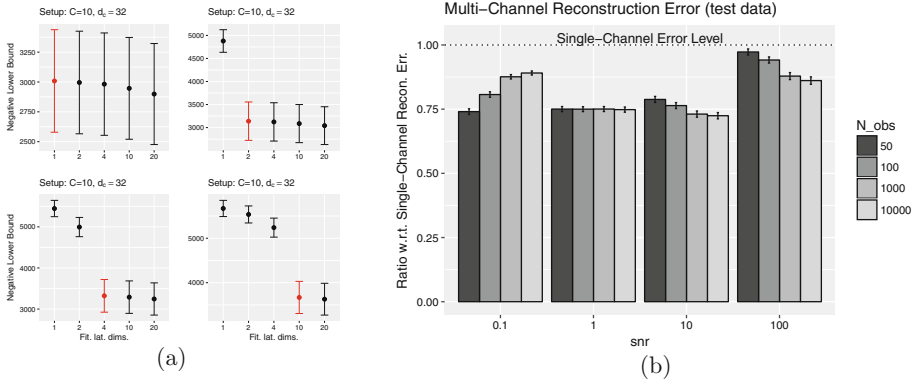 Setup: C=10, d_c = 32
Setup: C=10, d_c = 32
Negative Lower Bound
3250
3000
2750
2500
1 2 4 10 20
5000
4500
4000
3500
3000
1 2 4 10 20
Setup: C=10, d_c = 32
Setup: C=10, d_c = 32
Negative Lower Bound
5000
4000
3000
1 2 4 10 20
Fit. lat. dims.
5000
4000
1 2 4 10 20
Fit. lat. dims.
(a)
Multi−Channel Reconstruction Error (test data)
Single−Channel Error Level
Ratio w.r.t. Single−Channel Recon. Err.
1.00
0.75
0.50
0.25
0.00
0.1 1 10 100
snr
N_obs
50
100
1000
10000
(b)